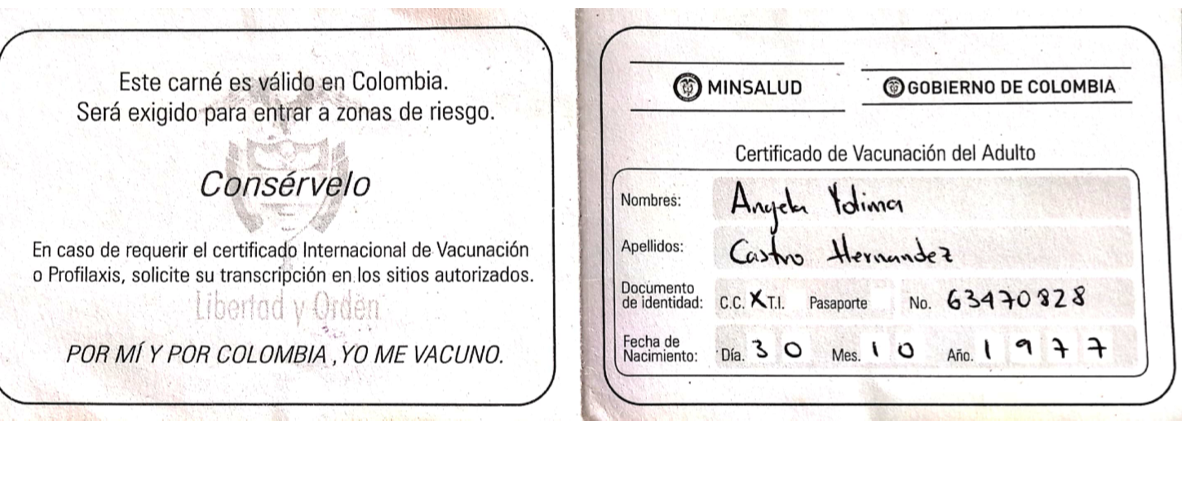 Este carné es válido en Colombia.
Será exigido para entrar a zonas de riesgo.
Consérvelo
En caso de requerir el certificado Internacional de Vacunación
o Profilaxis, solicite su transcripción en los sitios autorizados.
Libertad y Orden
POR MÍ Y POR COLOMBIA , YO ME VACUNO.
MINSALUD
GOBIERNO DE COLOMBIA
Certificado de Vacunación del Adulto
Nombres: Angela Yolima
Apellidos: Castro Hernandez
Documento
de identidad: C.C. X T.I. Pasaporte No. 63470828
Fecha de
Nacimiento: Día. 30 Mes. 10 Año. 1977